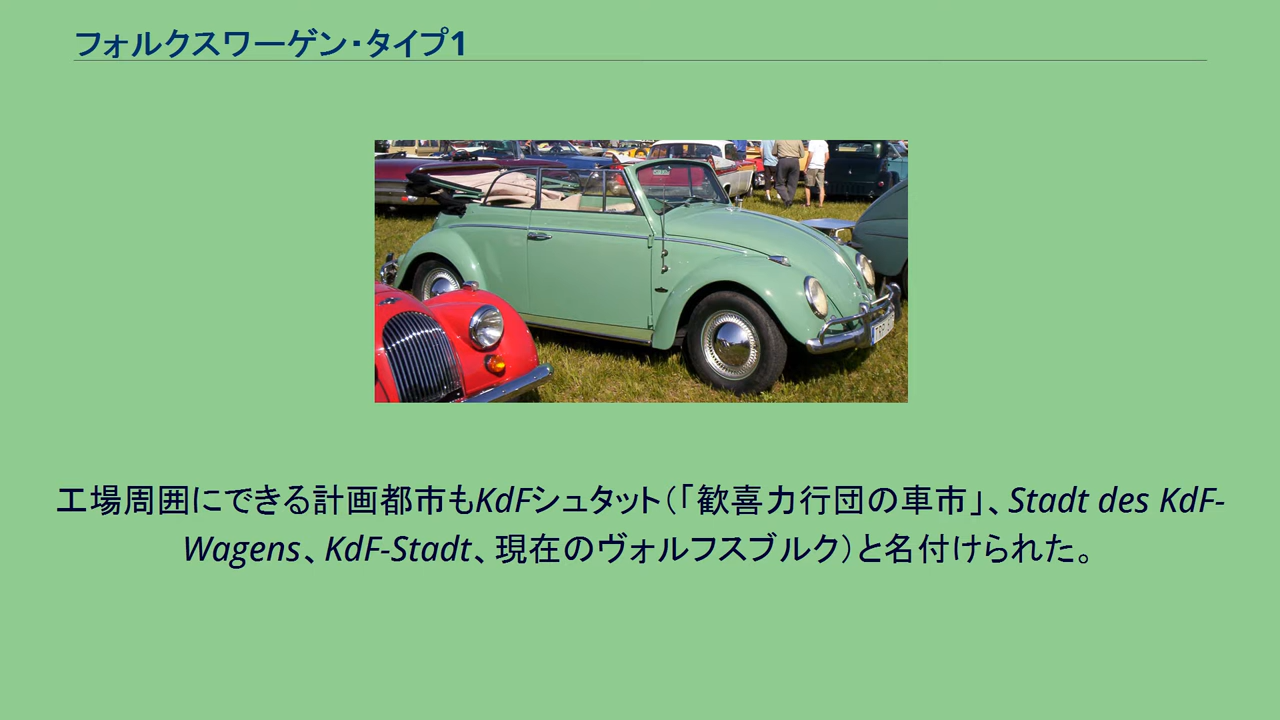 フォルクスワーゲン・タイプ1
工場周囲にできる計画都市もKdFシュタット（「歓喜力行団の車市」、Stadt des KdF-
Wagens、KdF-Stadt、現在のヴォルフスブルク）と名付けられた。